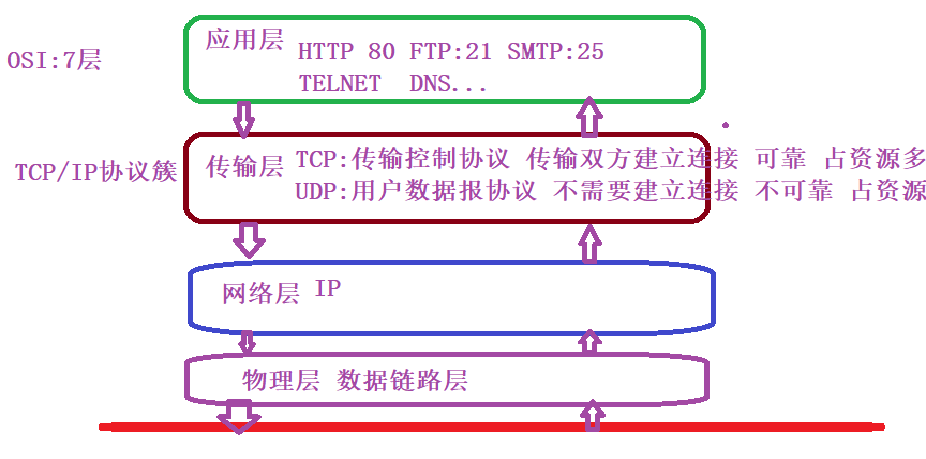 应用层
HTTP 80 FTP:21 SMTP:25
OSI:7层
TELNET DNS...
TCP:传输控制协议 传输双方建立连接 可靠 占资源多
TCP/IP协议簇 传输层
UDP:用户数据报协议 不需要建立连接 不可靠 占资源
网络层 IP
物理层 数据链路层